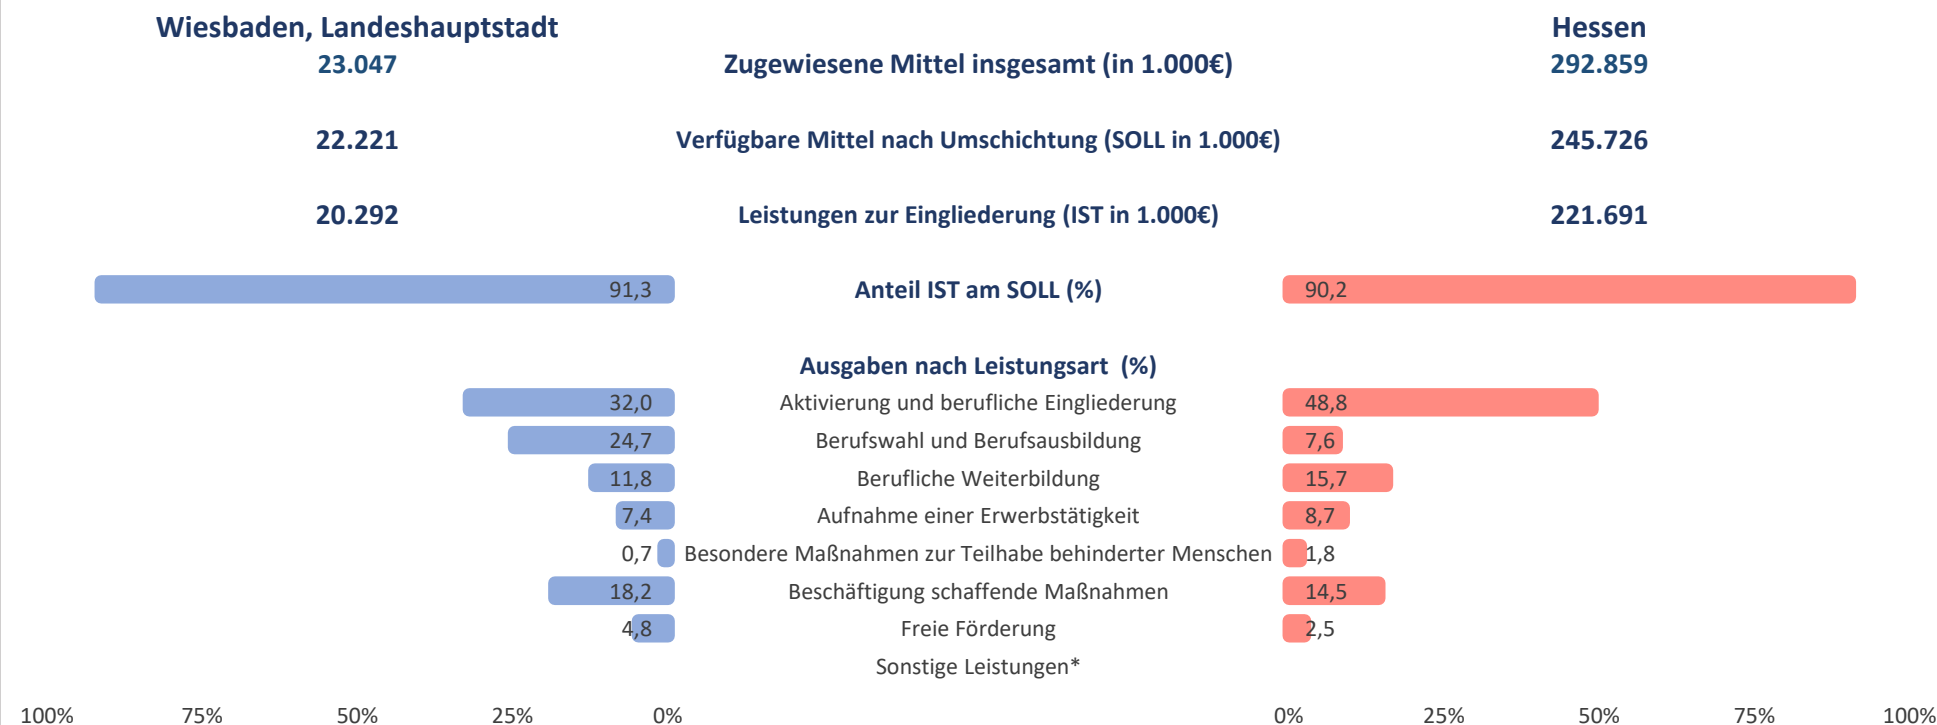 Wiesbaden, Landeshauptstadt Hessen
23.047 Zugewiesene Mittel insgesamt (in 1.000€) 292.859
22.221 Verfügbare Mittel nach Umschichtung (SOLL in 1.000€) 245.726
20.292 Leistungen zur Eingliederung (IST in 1.000€) 221.691
91,3 Anteil IST am SOLL (%) 90,2
Ausgaben nach Leistungsart (%)
32,0 Aktivierung und berufliche Eingliederung 48,8
24,7 Berufswahl und Berufsausbildung 7,6
11,8 Berufliche Weiterbildung 15,7
7,4 Aufnahme einer Erwerbstätigkeit 8,7
0,7 Besondere Maßnahmen zur Teilhabe behinderter Menschen 1,8
18,2 Beschäftigung schaffende Maßnahmen 14,5
4,8 Freie Förderung 2,5
Sonstige Leistungen*
100% 75% 50% 25% 0% 0% 25% 50% 75% 100%